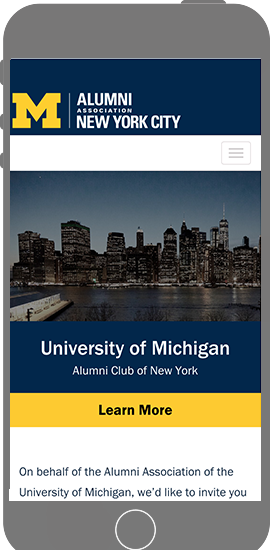 M ALUMNI
ASSOCIATION
NEW YORK CITY
University of Michigan
Alumni Club of New York
Learn More
On behalf of the Alumni Association of the
University of Michigan, we'd like to invite you